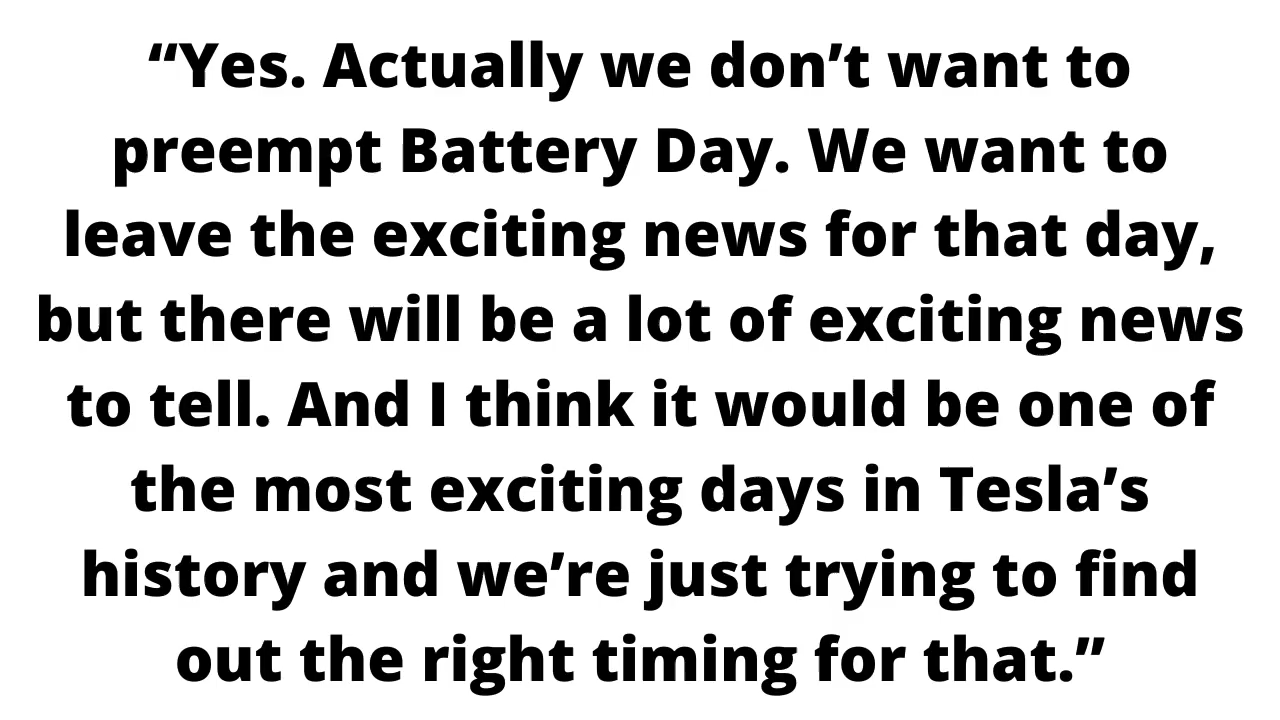 “Yes. Actually we don’t want to
preempt Battery Day. We want to
leave the exciting news for that day,
but there will be a lot of exciting news
to tell. And I think it would be one of
the most exciting days in Tesla’s
history and we’re just trying to find
out the right timing for that.”